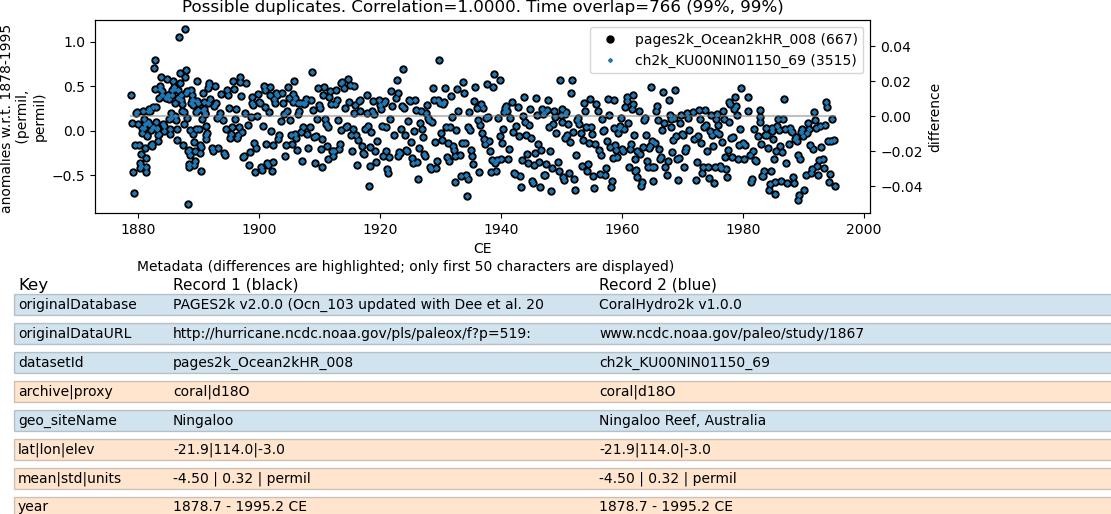 Possible duplicates. Correlation=1.0000. Time overlap=766 (99%, 99%)
pages2k_Ocean2kHR_008 (667)
ch2k_KU00NIN01150_69 (3515)
anomalies w.r.t. 1878-1995
(permil,
permil)
1.0
0.5
0.0
−0.5
0.04
0.02
0.00
−0.02
−0.04
difference
1880 1900 1920 1940 1960 1980 2000
CE
Metadata (differences are highlighted; only first 50 characters are displayed)
Key Record 1 (black) Record 2 (blue)
originalDatabase PAGES2k v2.0.0 (Ocn_103 updated with Dee et al. 20 CoralHydro2k v1.0.0
originalDataURL http://hurricane.ncdc.noaa.gov/pls/paleox/f?p=519: www.ncdc.noaa.gov/paleo/study/1867
datasetId pages2k_Ocean2kHR_008 ch2k_KU00NIN01150_69
archive|proxy coral|d18O coral|d18O
geo_siteName Ningaloo Ningaloo Reef, Australia
lat|lon|elev -21.9|114.0|-3.0 -21.9|114.0|-3.0
mean|std|units -4.50 | 0.32 | permil -4.50 | 0.32 | permil
year 1878.7 - 1995.2 CE 1878.7 - 1995.2 CE